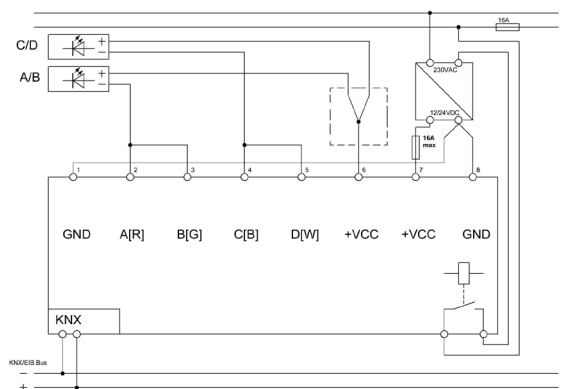 16A
C/D
+
−
230VAC
A/B
+
−
12/24VDC
16A
max
1 2 3 4 5 6 7 8
GND A[R] B[G] C[B] D[W] +VCC +VCC GND
KNX
KNX/EIB Bus
−
+